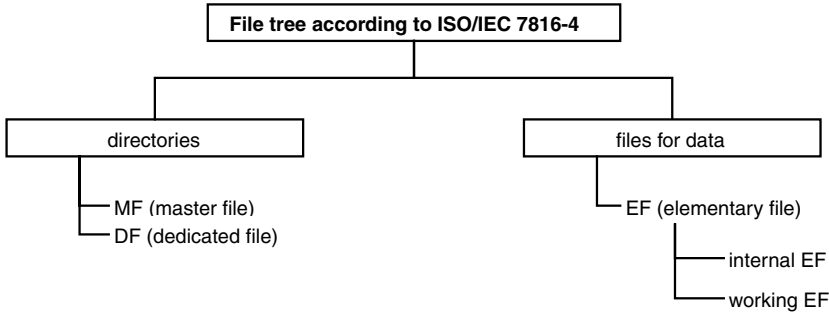 File tree according to ISO/IEC 7816-4
directories
files for data
MF (master file)
DF (dedicated file)
EF (elementary file)
internal EF
working EF